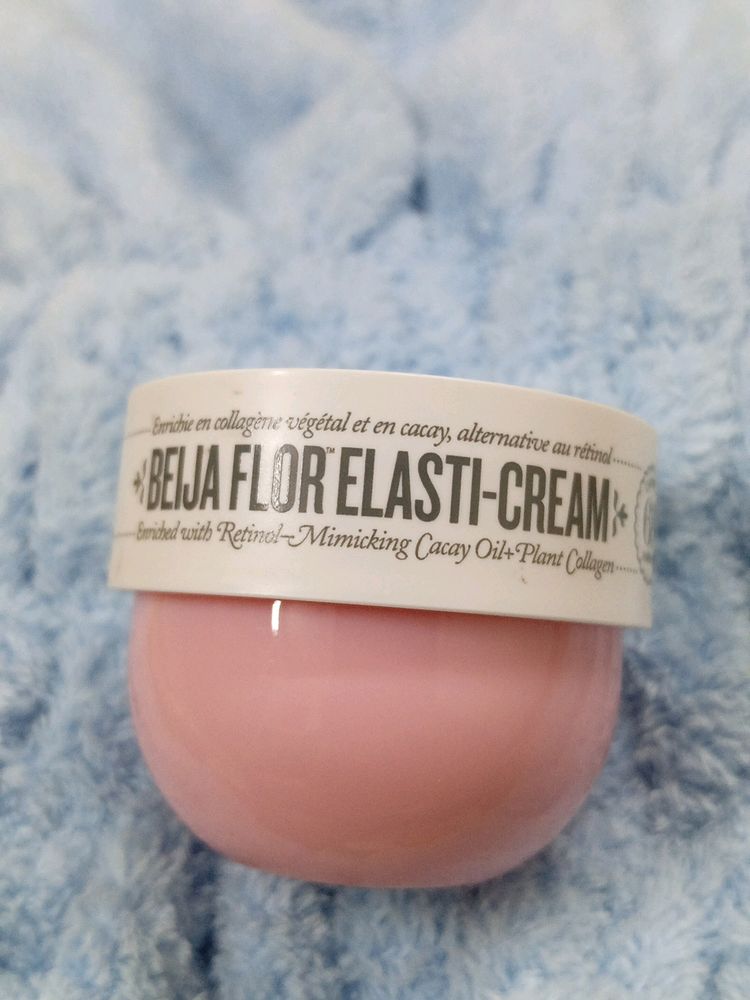 Enrichie en collagène végétal et en cacay, alternative au rétinol
BEIJA FLOR™ ELASTI-CREAM
Enriched with Retinol-Mimicking Cacay Oil+Plant Collagen